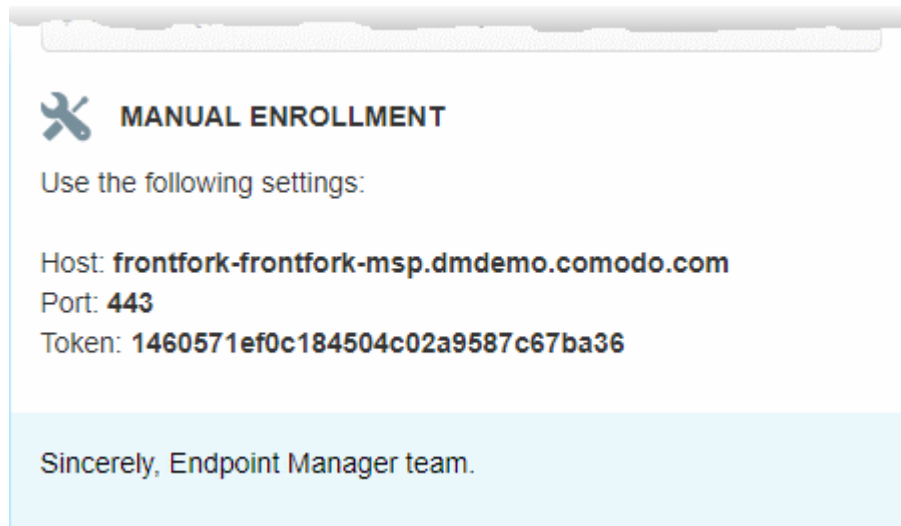 MANUAL ENROLLMENT
Use the following settings:
Host: frontfork-frontfork-msp.dmdemo.comodo.com
Port: 443
Token: 1460571ef0c184504c02a9587c67ba36
Sincerely, Endpoint Manager team.